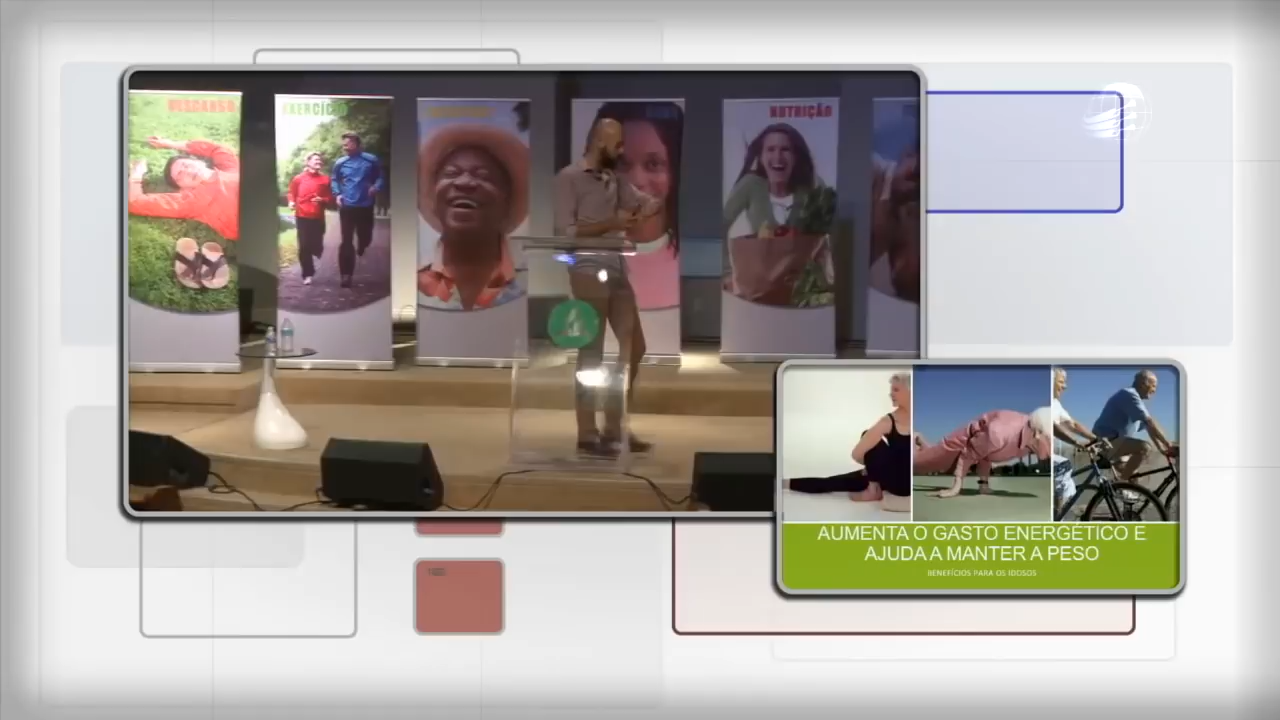 DESCANSO
EXERCÍCIO
NUTRIÇÃO
AUMENTA O GASTO ENERGÉTICO E
AJUDA A MANTER A PESO
BENEFÍCIOS PARA OS IDOSOS